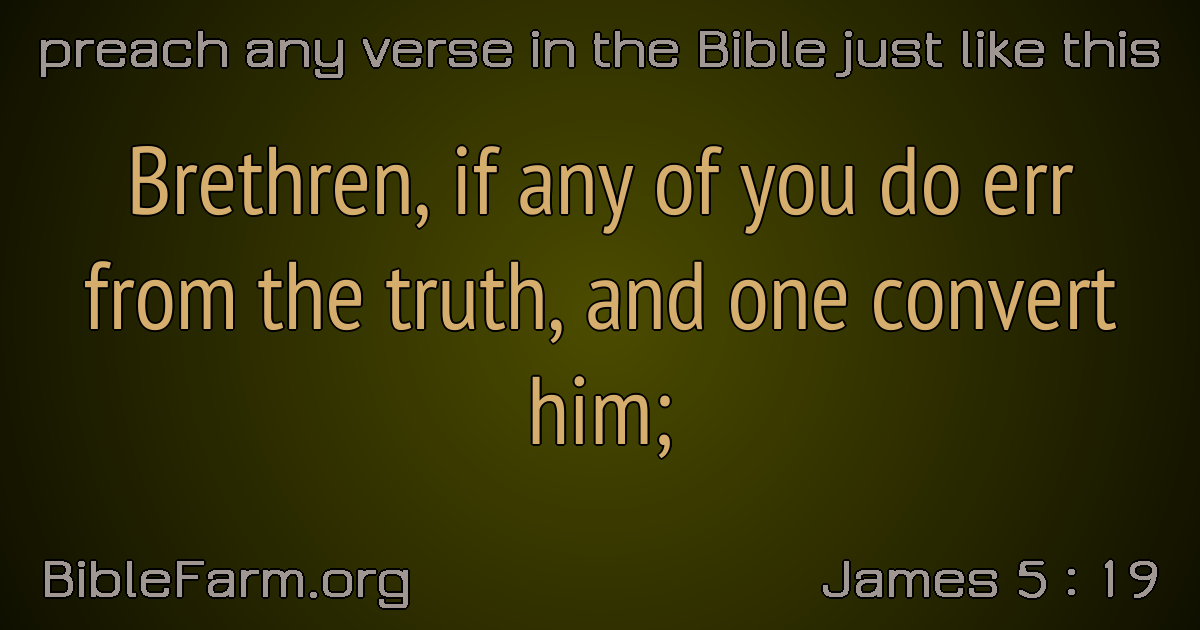 preach any verse in the Bible just like this
Brethren, if any of you do err
from the truth, and one convert
him;
BibleFarm.org
James 5 : 19